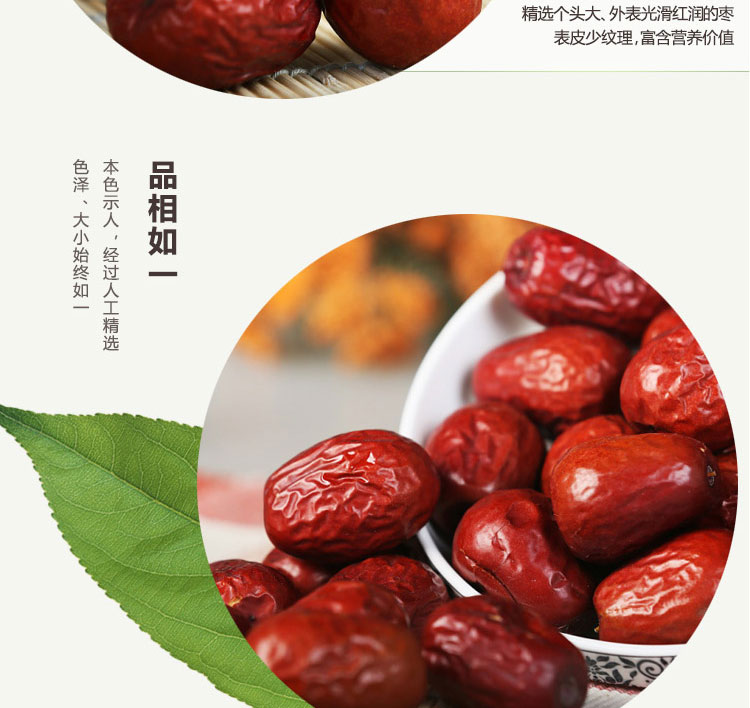 精选个头大、外表光滑红润的枣
表皮少纹理,富含营养价值
品相如一
本色示人,经过人工精选
色泽、大小始终如一